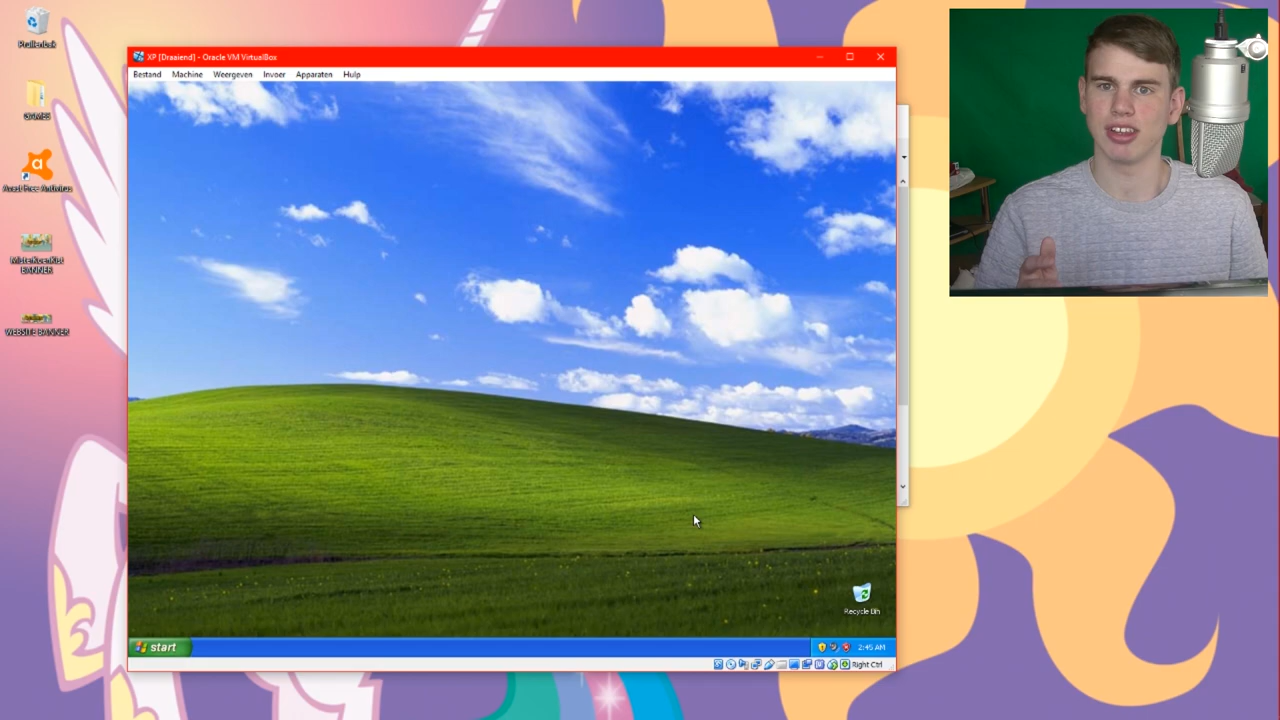 Prullenbak
GAMES
Avast Free Antivirus
MisterKoenKist
BANNER
WEBSITE BANNER
XP [Draaiend] - Oracle VM VirtualBox
Bestand Machine Weergeven Invoer Apparaten Hulp
Recycle Bin
start
2:45 AM
Right Ctrl